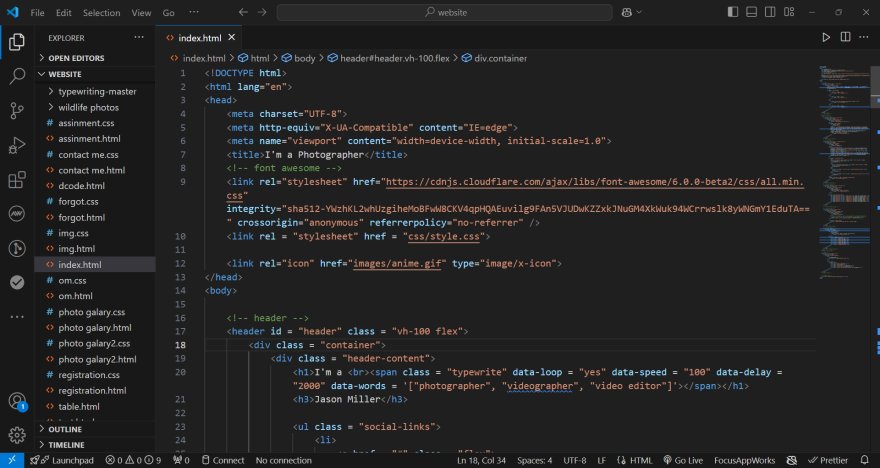 File Edit Selection View Go ··· website
EXPLORER ···
OPEN EDITORS
WEBSITE
typewriting-master
wildlife photos
assinment.css
assinment.html
contact me.css
contact me.html
dcode.html
forgot.css
forgot.html
img.css
img.html
index.html
om.css
om.html
photo galary.css
photo galary.html
photo galary2.css
photo galary2.html
registration.css
registration.html
table.html
OUTLINE
TIMELINE
index.html
index.html > html > body > header#header.vh-100.flex > div.container
1 <!DOCTYPE html>
2 <html lang="en">
3 <head>
4 <meta charset="UTF-8">
5 <meta http-equiv="X-UA-Compatible" content="IE=edge">
6 <meta name="viewport" content="width=device-width, initial-scale=1.0">
7 <title>I'm a Photographer</title>
8 <!-- font awesome -->
9 <link rel="stylesheet" href="https://cdnjs.cloudflare.com/ajax/libs/font-awesome/6.0.0-beta2/css/all.min.
css"
integrity="sha512-YWzhKL2whUzgiheMoBFwW8CKV4qpHQAEuvilg9FAn5VJUDwKZZxkJNuGM4XkWuk94WCrrwslk8yWNGmY1EduTA==
" crossorigin="anonymous" referrerpolicy="no-referrer" />
10 <link rel = "stylesheet" href = "css/style.css">
11
12 <link rel="icon" href="images/anime.gif" type="image/x-icon">
13 </head>
14 <body>
15
16 <!-- header -->
17 <header id = "header" class = "vh-100 flex">
18 <div class = "container">
19 <div class = "header-content">
20 <h1>I'm a <br><span class = "typewrite" data-loop = "yes" data-speed = "100" data-delay =
"2000" data-words = '["photographer", "videographer", "video editor"]'></span></h1>
21 <h3>Jason Miller</h3>
22
23 <ul class = "social-links">
24 <li>
1
Launchpad 0 0 9 0 Connect No connection Ln 18, Col 34 Spaces: 4 UTF-8 LF HTML Go Live FocusAppWorks Prettier